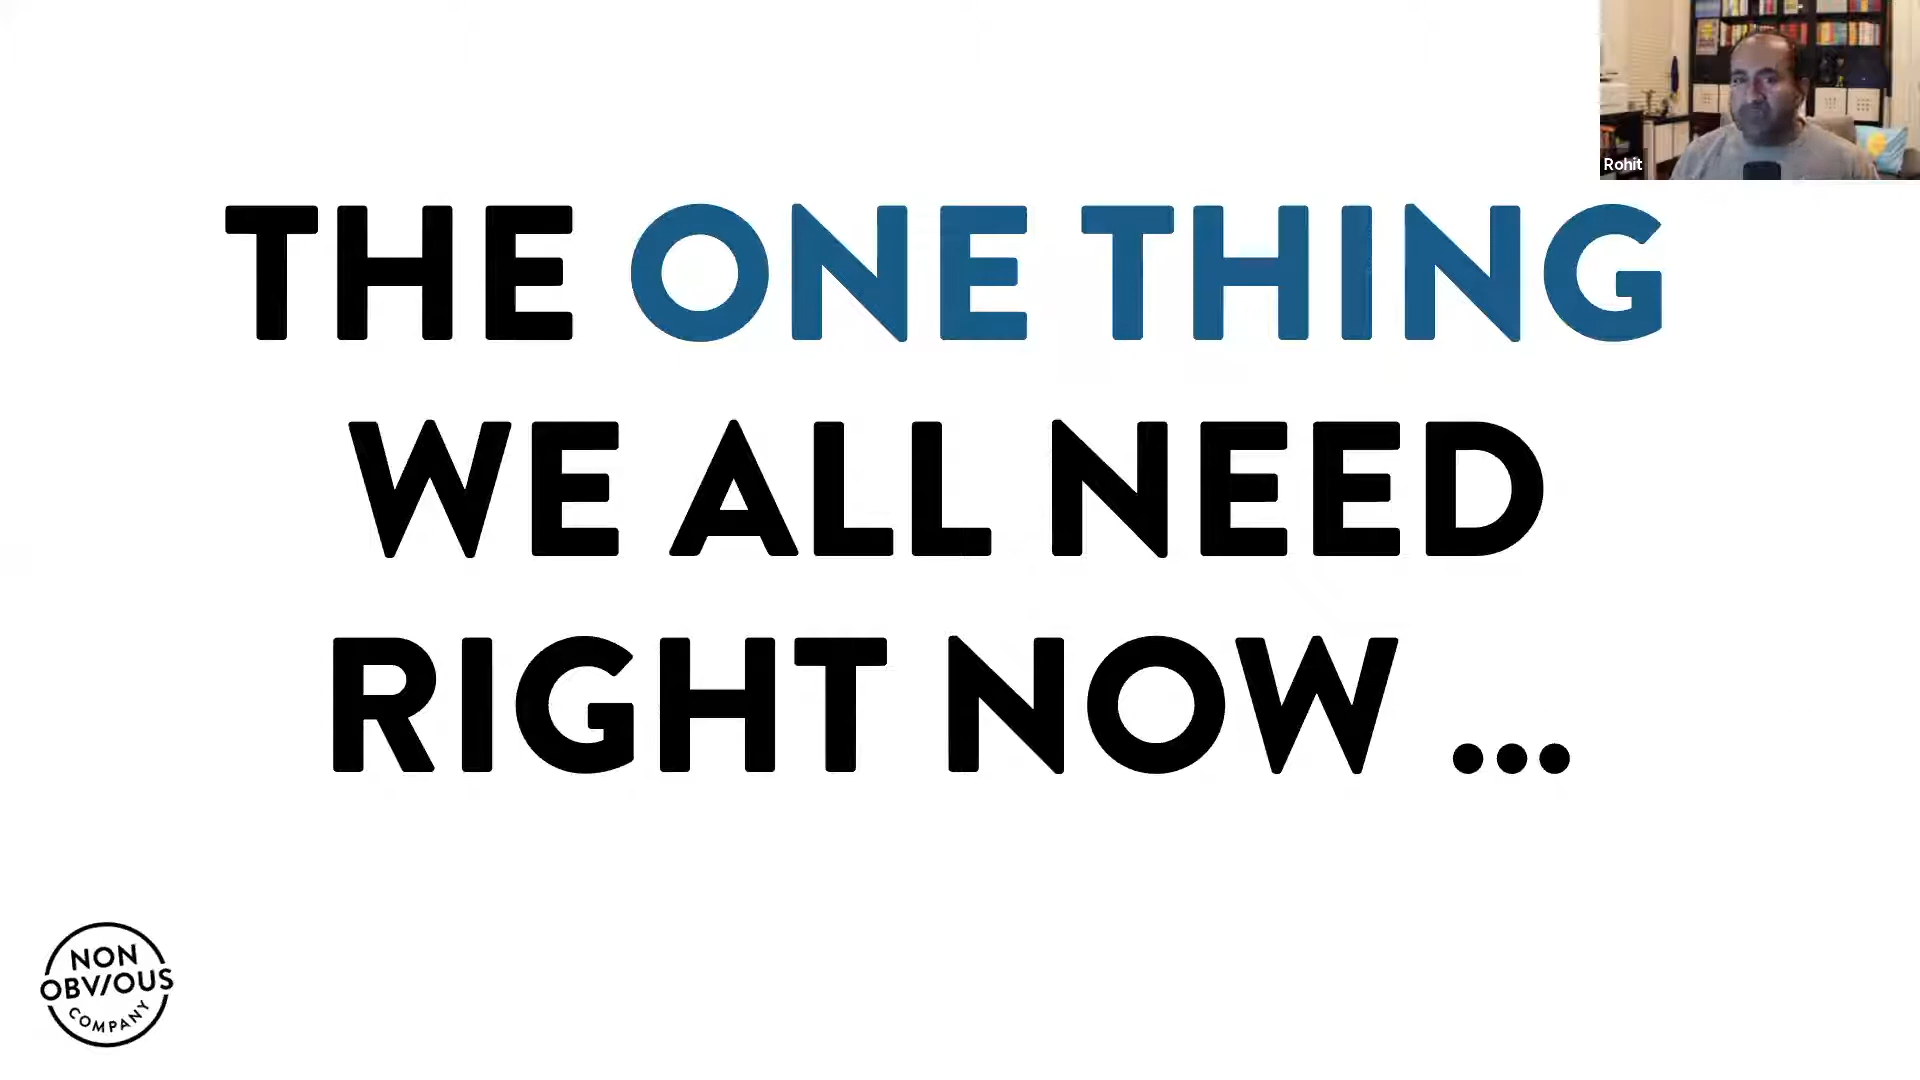 Rohit
THE ONE THING
WE ALL NEED
RIGHT NOW ...
NON
OBV/OUS
COMPANY